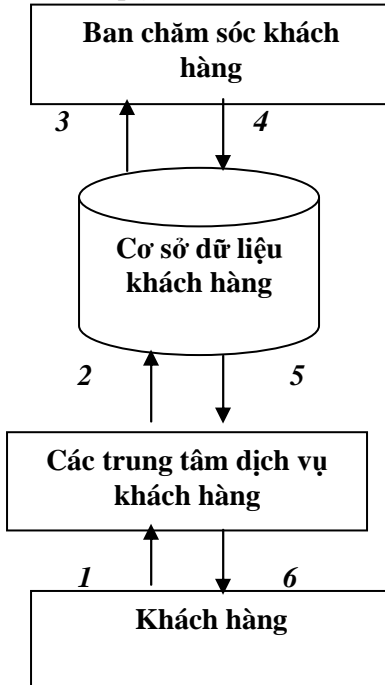 Ban chăm sóc khách
hàng
3 4
Cơ sở dữ liệu
khách hàng
2 5
Các trung tâm dịch vụ
khách hàng
1 6
Khách hàng